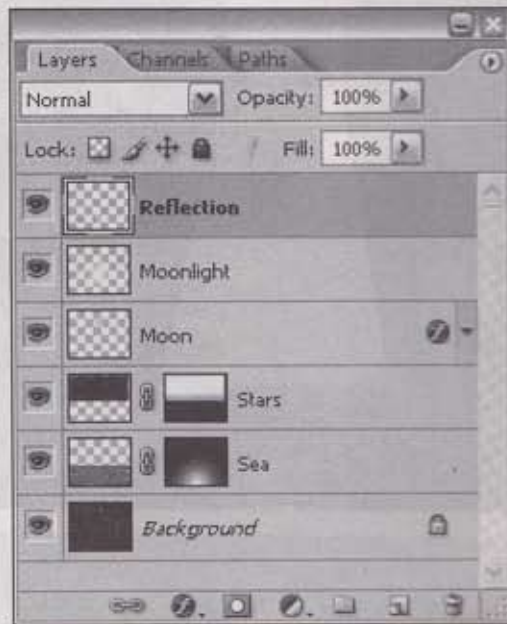 Layers Channels Paths
Normal Opacity: 100%
Lock: Fill: 100%
Reflection
Moonlight
Moon
Stars
Sea
Background